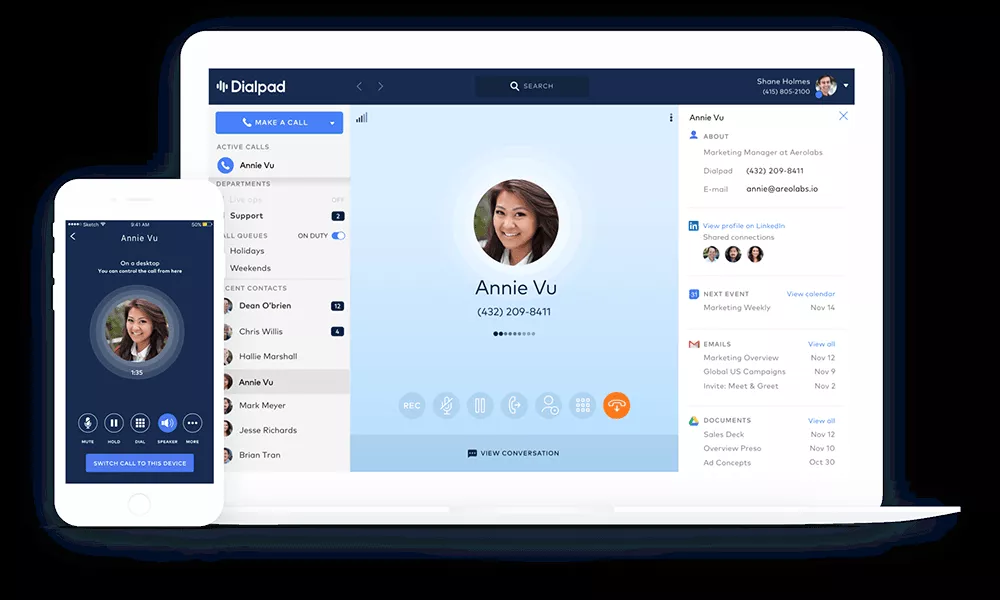 Dialpad
SEARCH
Shane Holmes
(415) 805-2100
MAKE A CALL
ACTIVE CALLS
Annie Vu
DEPARTMENTS
Live ops OFF
Support 2
ALL QUEUES ON DUTY
Holidays
Weekends
CENT CONTACTS
Dean O'brien 12
Chris Willis 4
Hallie Marshall
Annie Vu
Mark Meyer
Jesse Richards
Brian Tran
Annie Vu
(432) 209-8411
REC
VIEW CONVERSATION
Annie Vu
ABOUT
Marketing Manager at Aerolabs
Dialpad (432) 209-8411
E-mail annie@areolabs.io
in View profile on LinkedIn
Shared connections
31 NEXT EVENT View calendar
Marketing Weekly Nov 14
EMAILS View all
Marketing Overview Nov 12
Global US Campaigns Nov 9
Invite: Meet & Greet Nov 2
DOCUMENTS View all
Sales Deck Nov 12
Overview Preso Nov 10
Ad Concepts Oct 30
Sketch 9:41 AM 50%
Annie Vu
On a desktop
You can control the call from here
1:35
MUTE HOLD DIAL SPEAKER MORE
SWITCH CALL TO THIS DEVICE